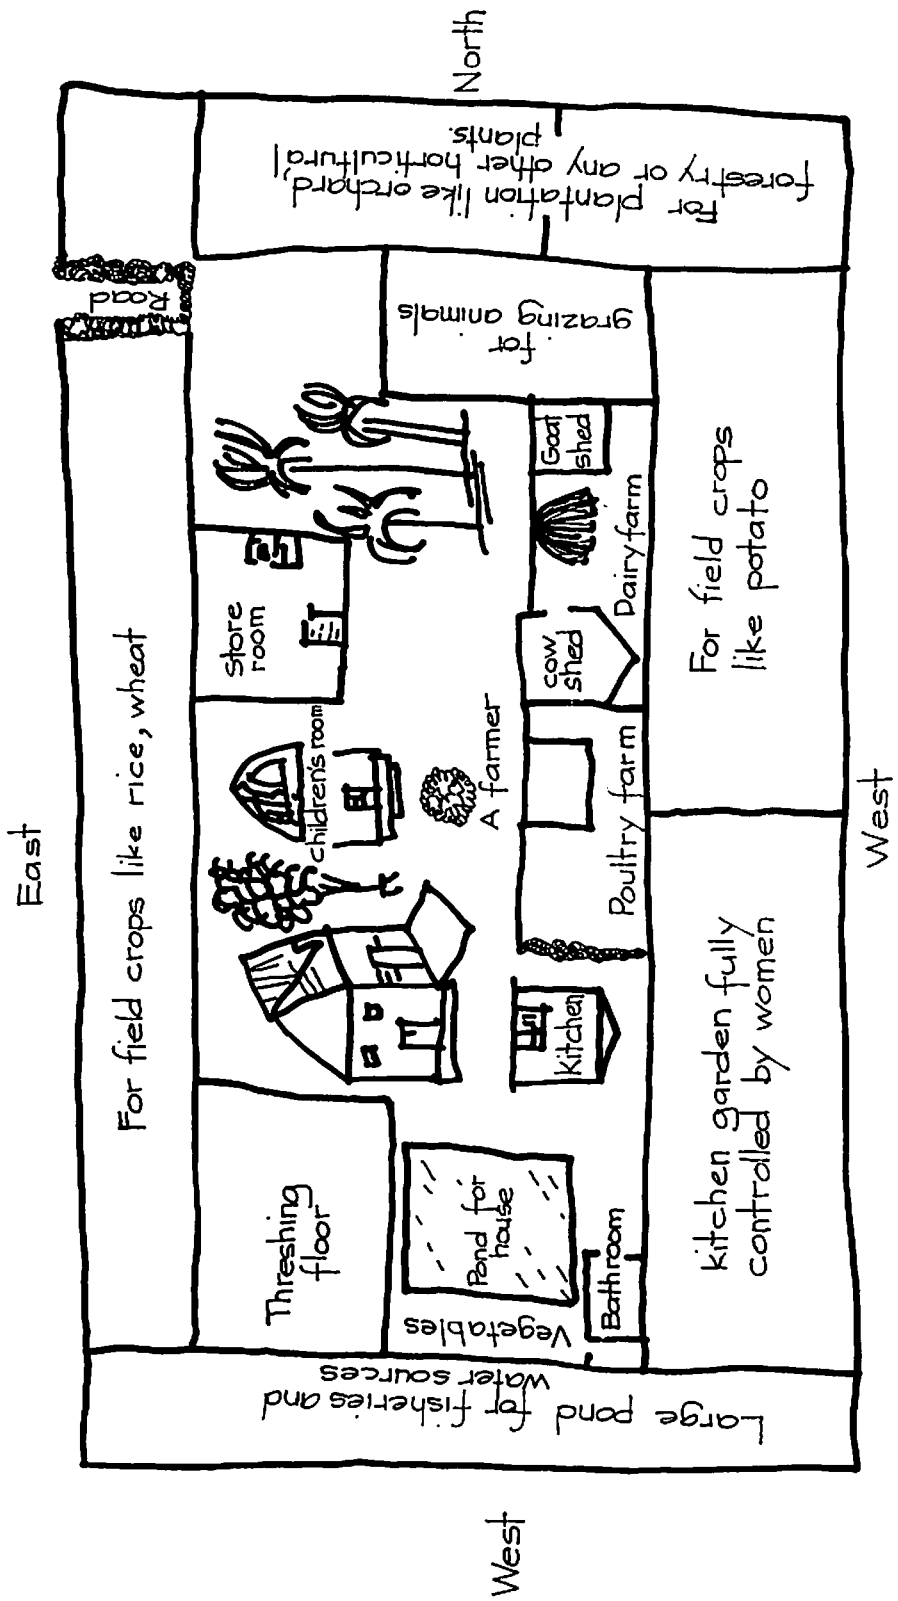 North
East
West
West
For plantation like orchard,
forestry or any other horticultural
plants.
Road
For field crops like rice, wheat
for
grazing animals
Goat
shed
Dairy farm
cow
shed
store
room
children's room
A farmer
Poultry farm
For field crops
like potato
kitchen
kitchen garden fully
controlled by women
Threshing
floor
Pond for
house
Bathroom
Vegetables
Large pond for fisheries and
water sources